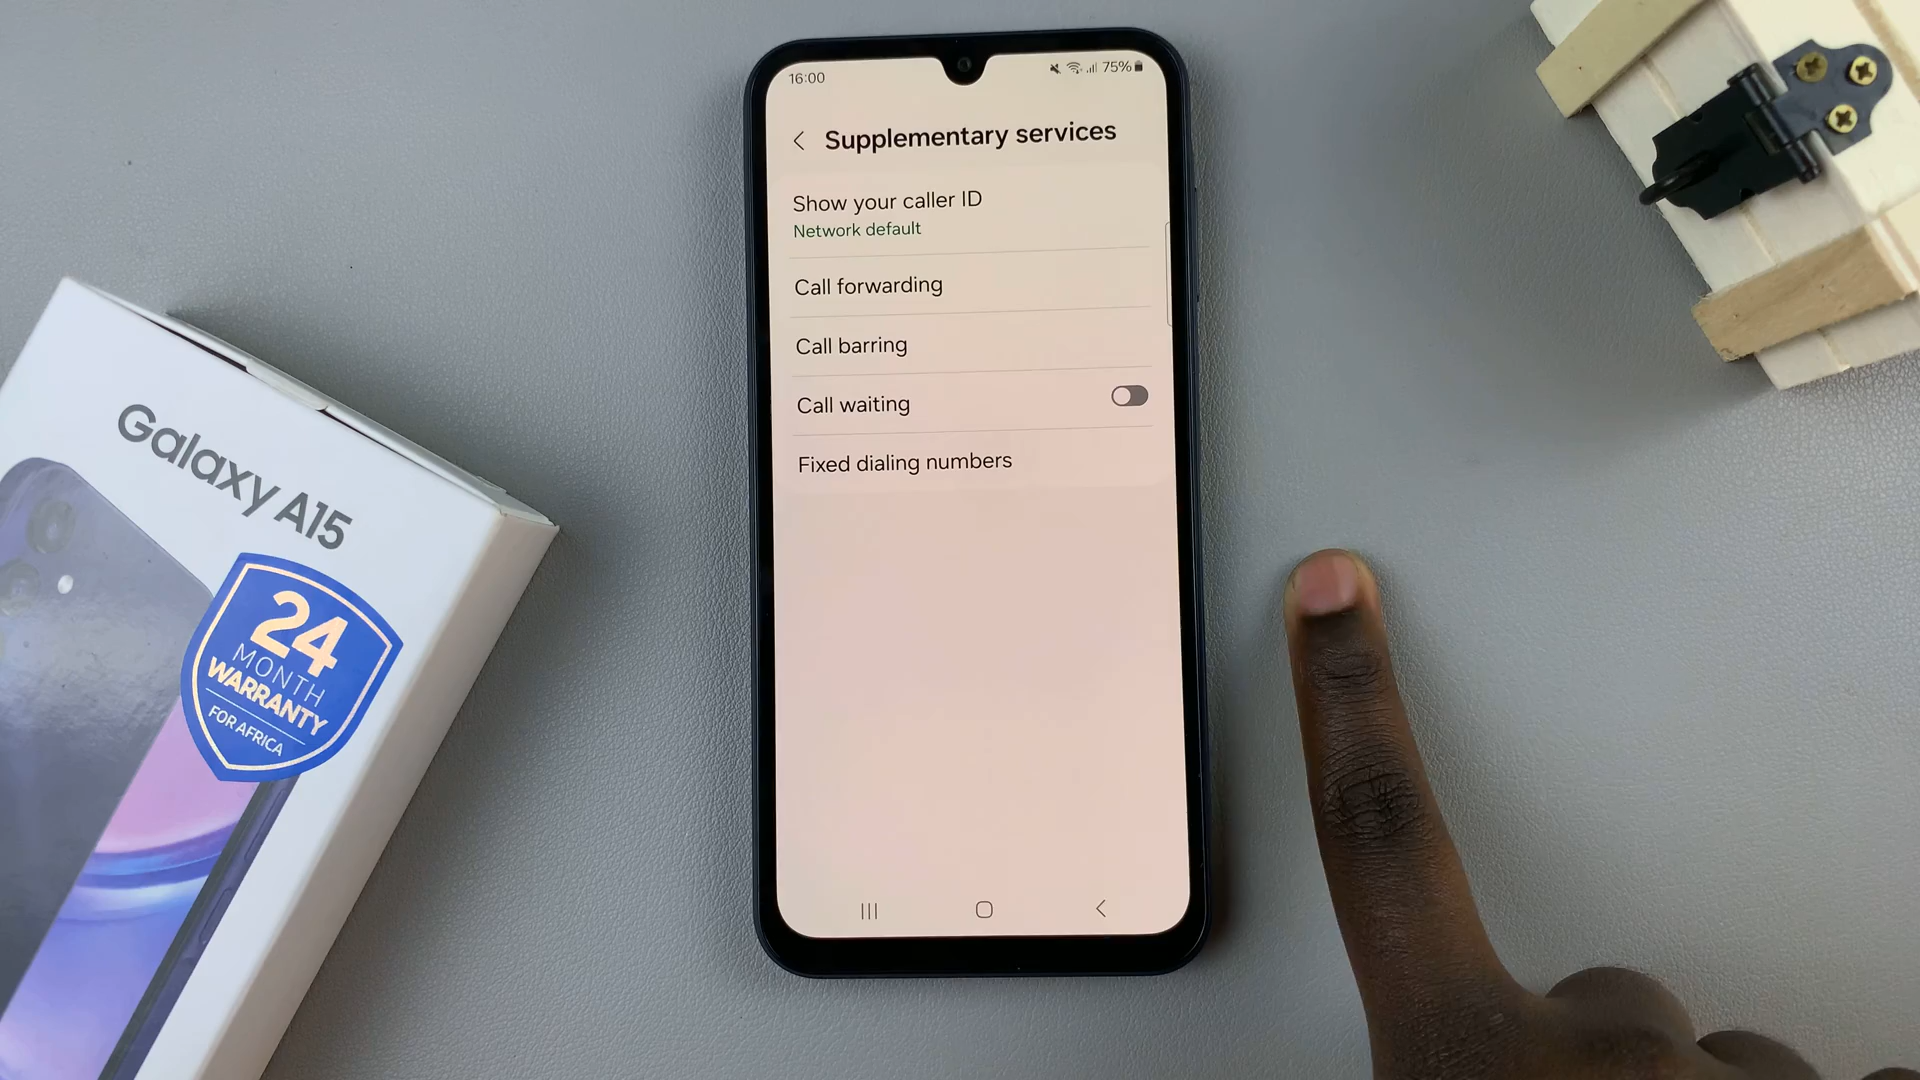 16:00
75%
Supplementary services
Show your caller ID
Network default
Call forwarding
Call barring
Call waiting
Fixed dialing numbers
Galaxy A15
24
MONTH
WARRANTY
FOR AFRICA